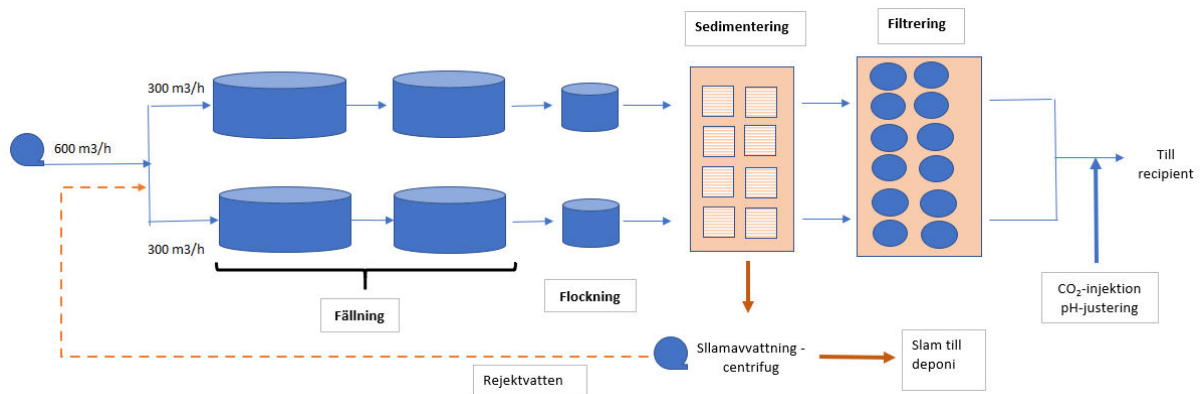 Sedimentering
Filtrering
300 m3/h
600 m3/h
Till
recipient
300 m3/h
Fällning
Flockning
CO₂-injektion
pH-justering
Sllamavvattning -
centrifug
Slam till
deponi
Rejektvatten